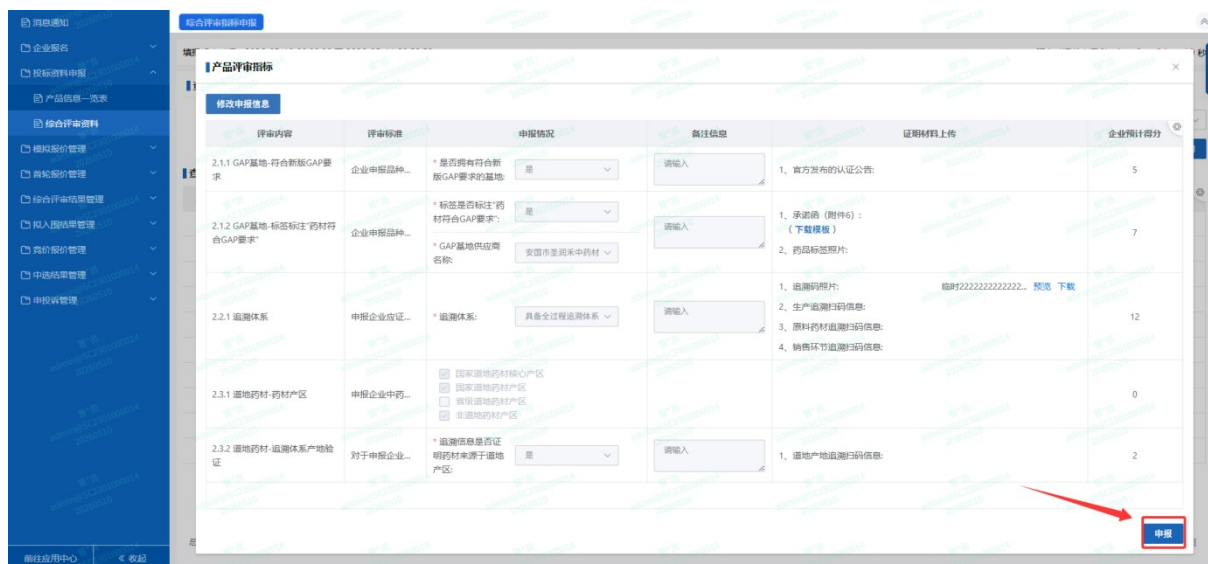 消息通知
企业报名
投标资料申报
产品信息一览表
综合评审资料
模拟报价管理
首轮报价管理
综合评审结果管理
拟入围结果管理
竞价报价管理
中选结果管理
申投诉管理
前往应用中心
收起
综合评审指标申报
产品评审指标
修改申报信息
评审内容 评审标准 申报情况 备注信息 证明材料上传 企业预计得分
2.1.1 GAP基地-符合新版GAP要
求
企业申报品种...
* 是否拥有符合新
版GAP要求的基地:
是
请输入
1、官方发布的认证公告:
5
2.1.2 GAP基地-标签标注"药材符
合GAP要求"
企业申报品种...
* 标签是否标注"药
材符合GAP要求":
是
* GAP基地供应商
名称:
安国市圣润禾中药材
请输入
1、承诺函（附件6）:
（下载模板）
2、药品标签照片:
7
2.2.1 追溯体系
申报企业应证...
* 追溯体系:
具备全过程追溯体系
请输入
1、追溯码照片: 临时2222222222222... 预览 下载
2、生产追溯扫码信息:
3、原料药材追溯扫码信息:
4、销售环节追溯扫码信息:
12
2.3.1 道地药材-药材产区
申报企业中药...
国家道地药材核心产区
国家道地药材产区
省级道地药材产区
非道地药材产区
0
2.3.2 道地药材-追溯体系产地验
证
对于申报企业...
* 追溯信息是否证
明药材来源于道地
产区:
是
请输入
1、道地产地追溯扫码信息:
2
申报